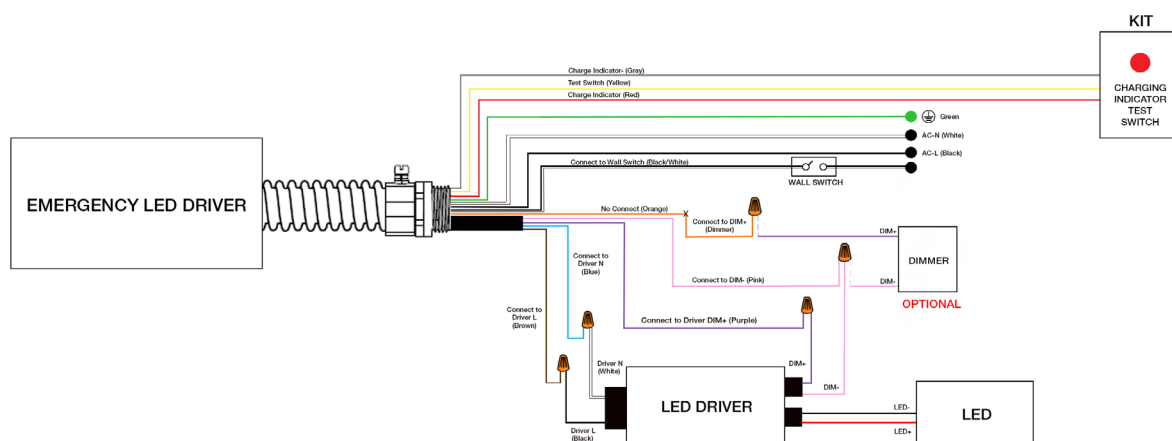 KIT
Charge Indicator- (Gray)
Test Switch (Yellow)
Charge Indicator (Red)
CHARGING
INDICATOR
TEST
SWITCH
Green
AC-N (White)
AC-L (Black)
Connect to Wall Switch (Black/White)
WALL SWITCH
EMERGENCY LED DRIVER
No Connect (Orange)
X
Connect to DIM+
(Dimmer)
DIM+
DIMMER
DIM-
OPTIONAL
Connect to
Driver N
(Blue)
Connect to DIM- (Pink)
Connect to
Driver L
(Brown)
Connect to Driver DIM+ (Purple)
Driver N
(White)
DIM+
DIM-
LED DRIVER
LED-
LED+
LED
Driver L
(Black)